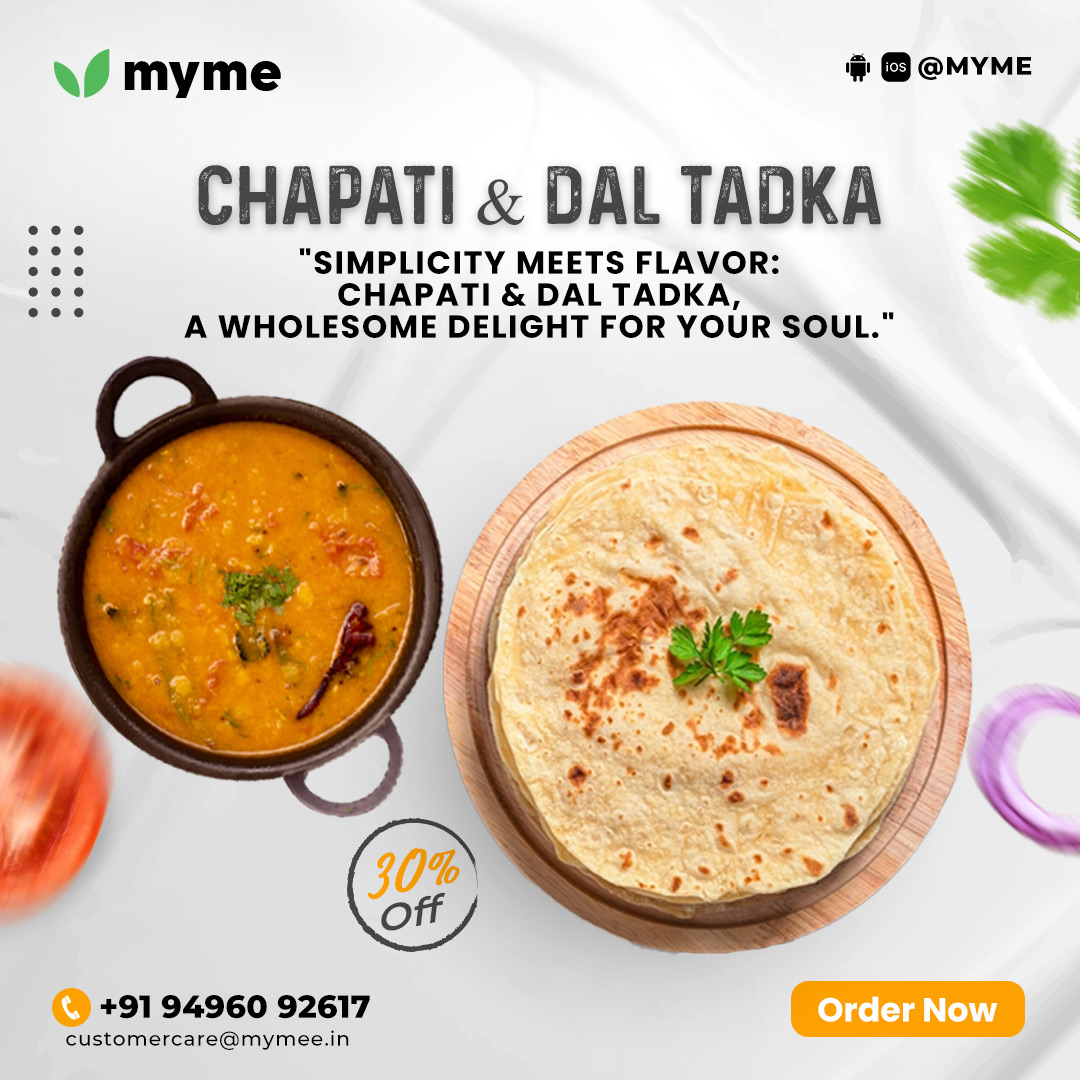 myme
iOS @MYME
CHAPATI & DAL TADKA
"SIMPLICITY MEETS FLAVOR:
CHAPATI & DAL TADKA,
A WHOLESOME DELIGHT FOR YOUR SOUL."
30%
Off
+91 94960 92617
customercare@mymee.in
Order Now